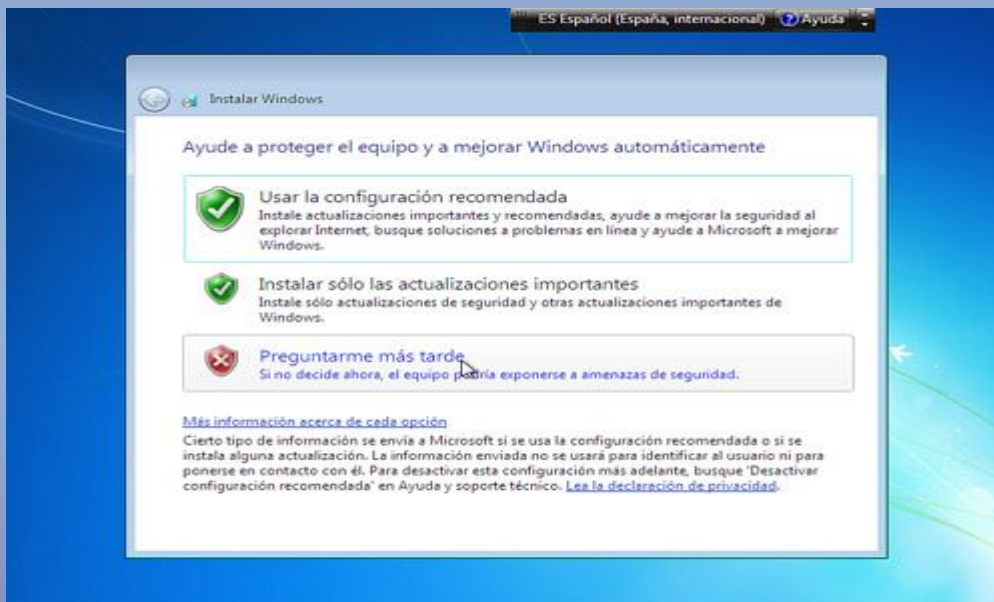 ES Español (España, internacional) ? Ayuda
Instalar Windows
Ayude a proteger el equipo y a mejorar Windows automáticamente
Usar la configuración recomendada
Instale actualizaciones importantes y recomendadas, ayude a mejorar la seguridad al
explorar Internet, busque soluciones a problemas en línea y ayude a Microsoft a mejorar
Windows.
Instalar sólo las actualizaciones importantes
Instale sólo actualizaciones de seguridad y otras actualizaciones importantes de
Windows.
Preguntarme más tarde
Si no decide ahora, el equipo podría exponerse a amenazas de seguridad.
Más información acerca de cada opción
Cierto tipo de información se envía a Microsoft si se usa la configuración recomendada o si se
instala alguna actualización. La información enviada no se usará para identificar al usuario ni para
ponerse en contacto con él. Para desactivar esta configuración más adelante, busque 'Desactivar
configuración recomendada' en Ayuda y soporte técnico. Lea la declaración de privacidad.